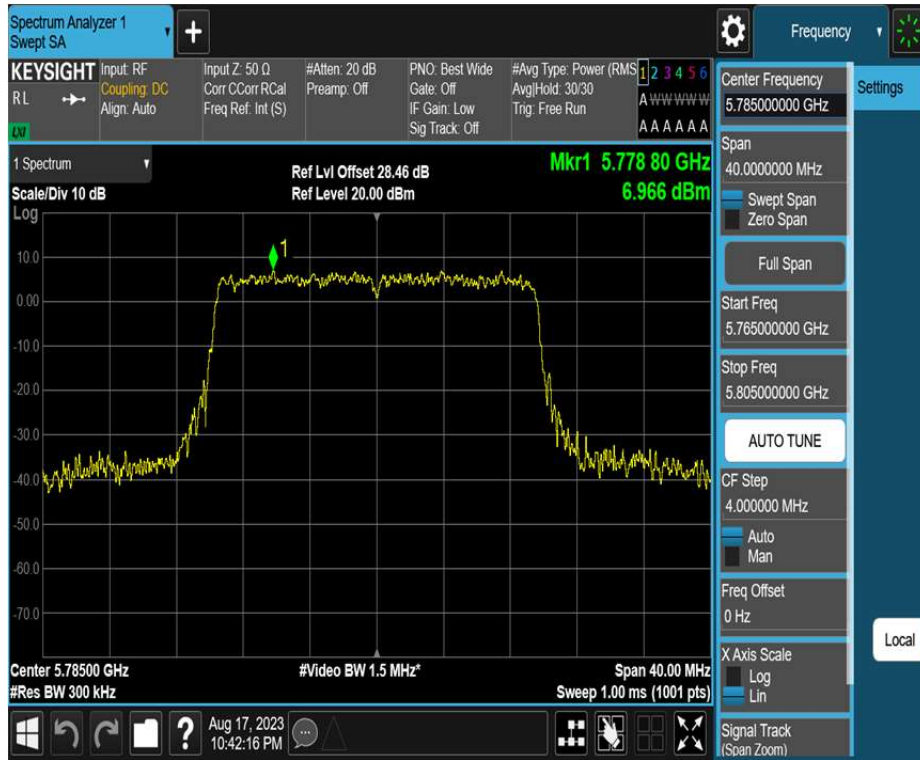 Spectrum Analyzer 1
Swept SA
+
Frequency
KEYSIGHT
RL
LXI
Input: RF
Coupling: DC
Align: Auto
Input Z: 50 Ω
Corr CCorr RCal
Freq Ref: Int (S)
#Atten: 20 dB
Preamp: Off
PNO: Best Wide
Gate: Off
IF Gain: Low
Sig Track: Off
#Avg Type: Power (RMS
Avg|Hold: 30/30
Trig: Free Run
1 2 3 4 5 6
A W W W W W
A A A A A A
Center Frequency
5.785000000 GHz
Settings
1 Spectrum
Scale/Div 10 dB
Log
Ref Lvl Offset 28.46 dB
Ref Level 20.00 dBm
Mkr1 5.778 80 GHz
6.966 dBm
Span
40.0000000 MHz
Swept Span
Zero Span
Full Span
Start Freq
5.765000000 GHz
Stop Freq
5.805000000 GHz
AUTO TUNE
CF Step
4.000000 MHz
Auto
Man
Freq Offset
0 Hz
X Axis Scale
Log
Lin
Signal Track
(Span Zoom)
Local
1
10.0
0.00
-10.0
-20.0
-30.0
-40.0
-50.0
-60.0
-70.0
Center 5.78500 GHz
#Video BW 1.5 MHz*
Span 40.00 MHz
#Res BW 300 kHz
Sweep 1.00 ms (1001 pts)
?
Aug 17, 2023
10:42:16 PM